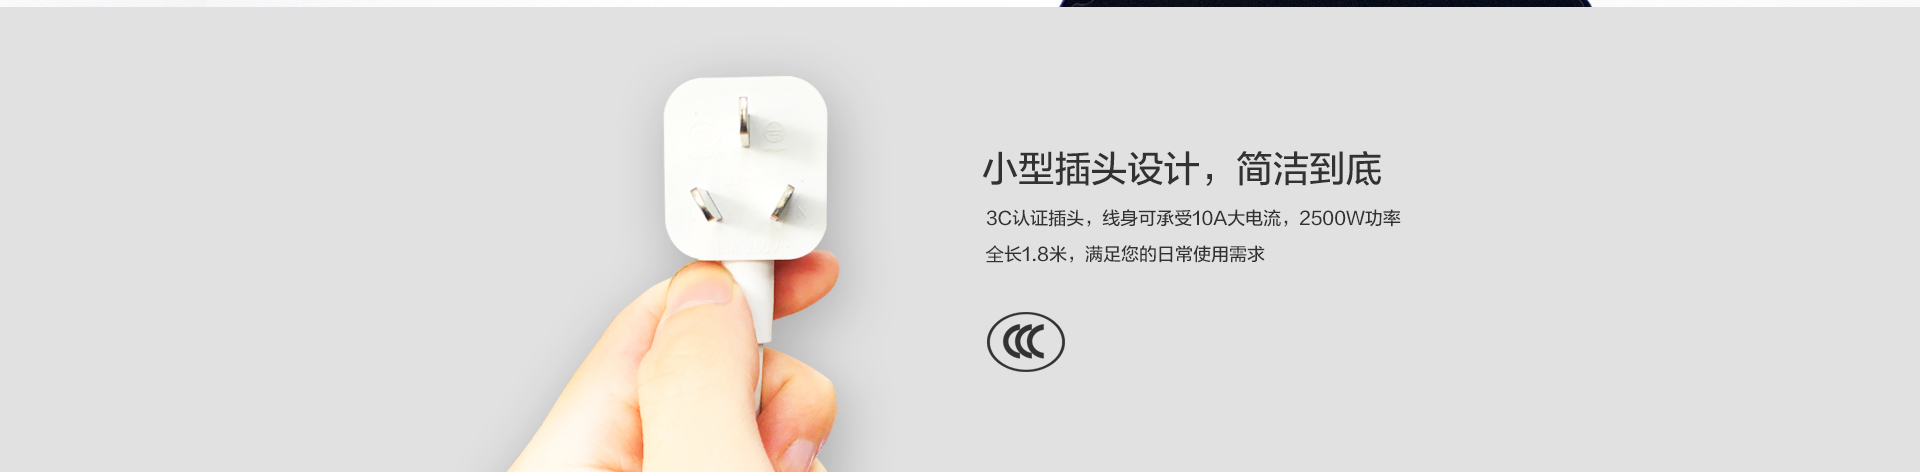 小型插头设计，简洁到底
3C认证插头，线身可承受10A大电流，2500W功率
全长1.8米，满足您的日常使用需求
CCC